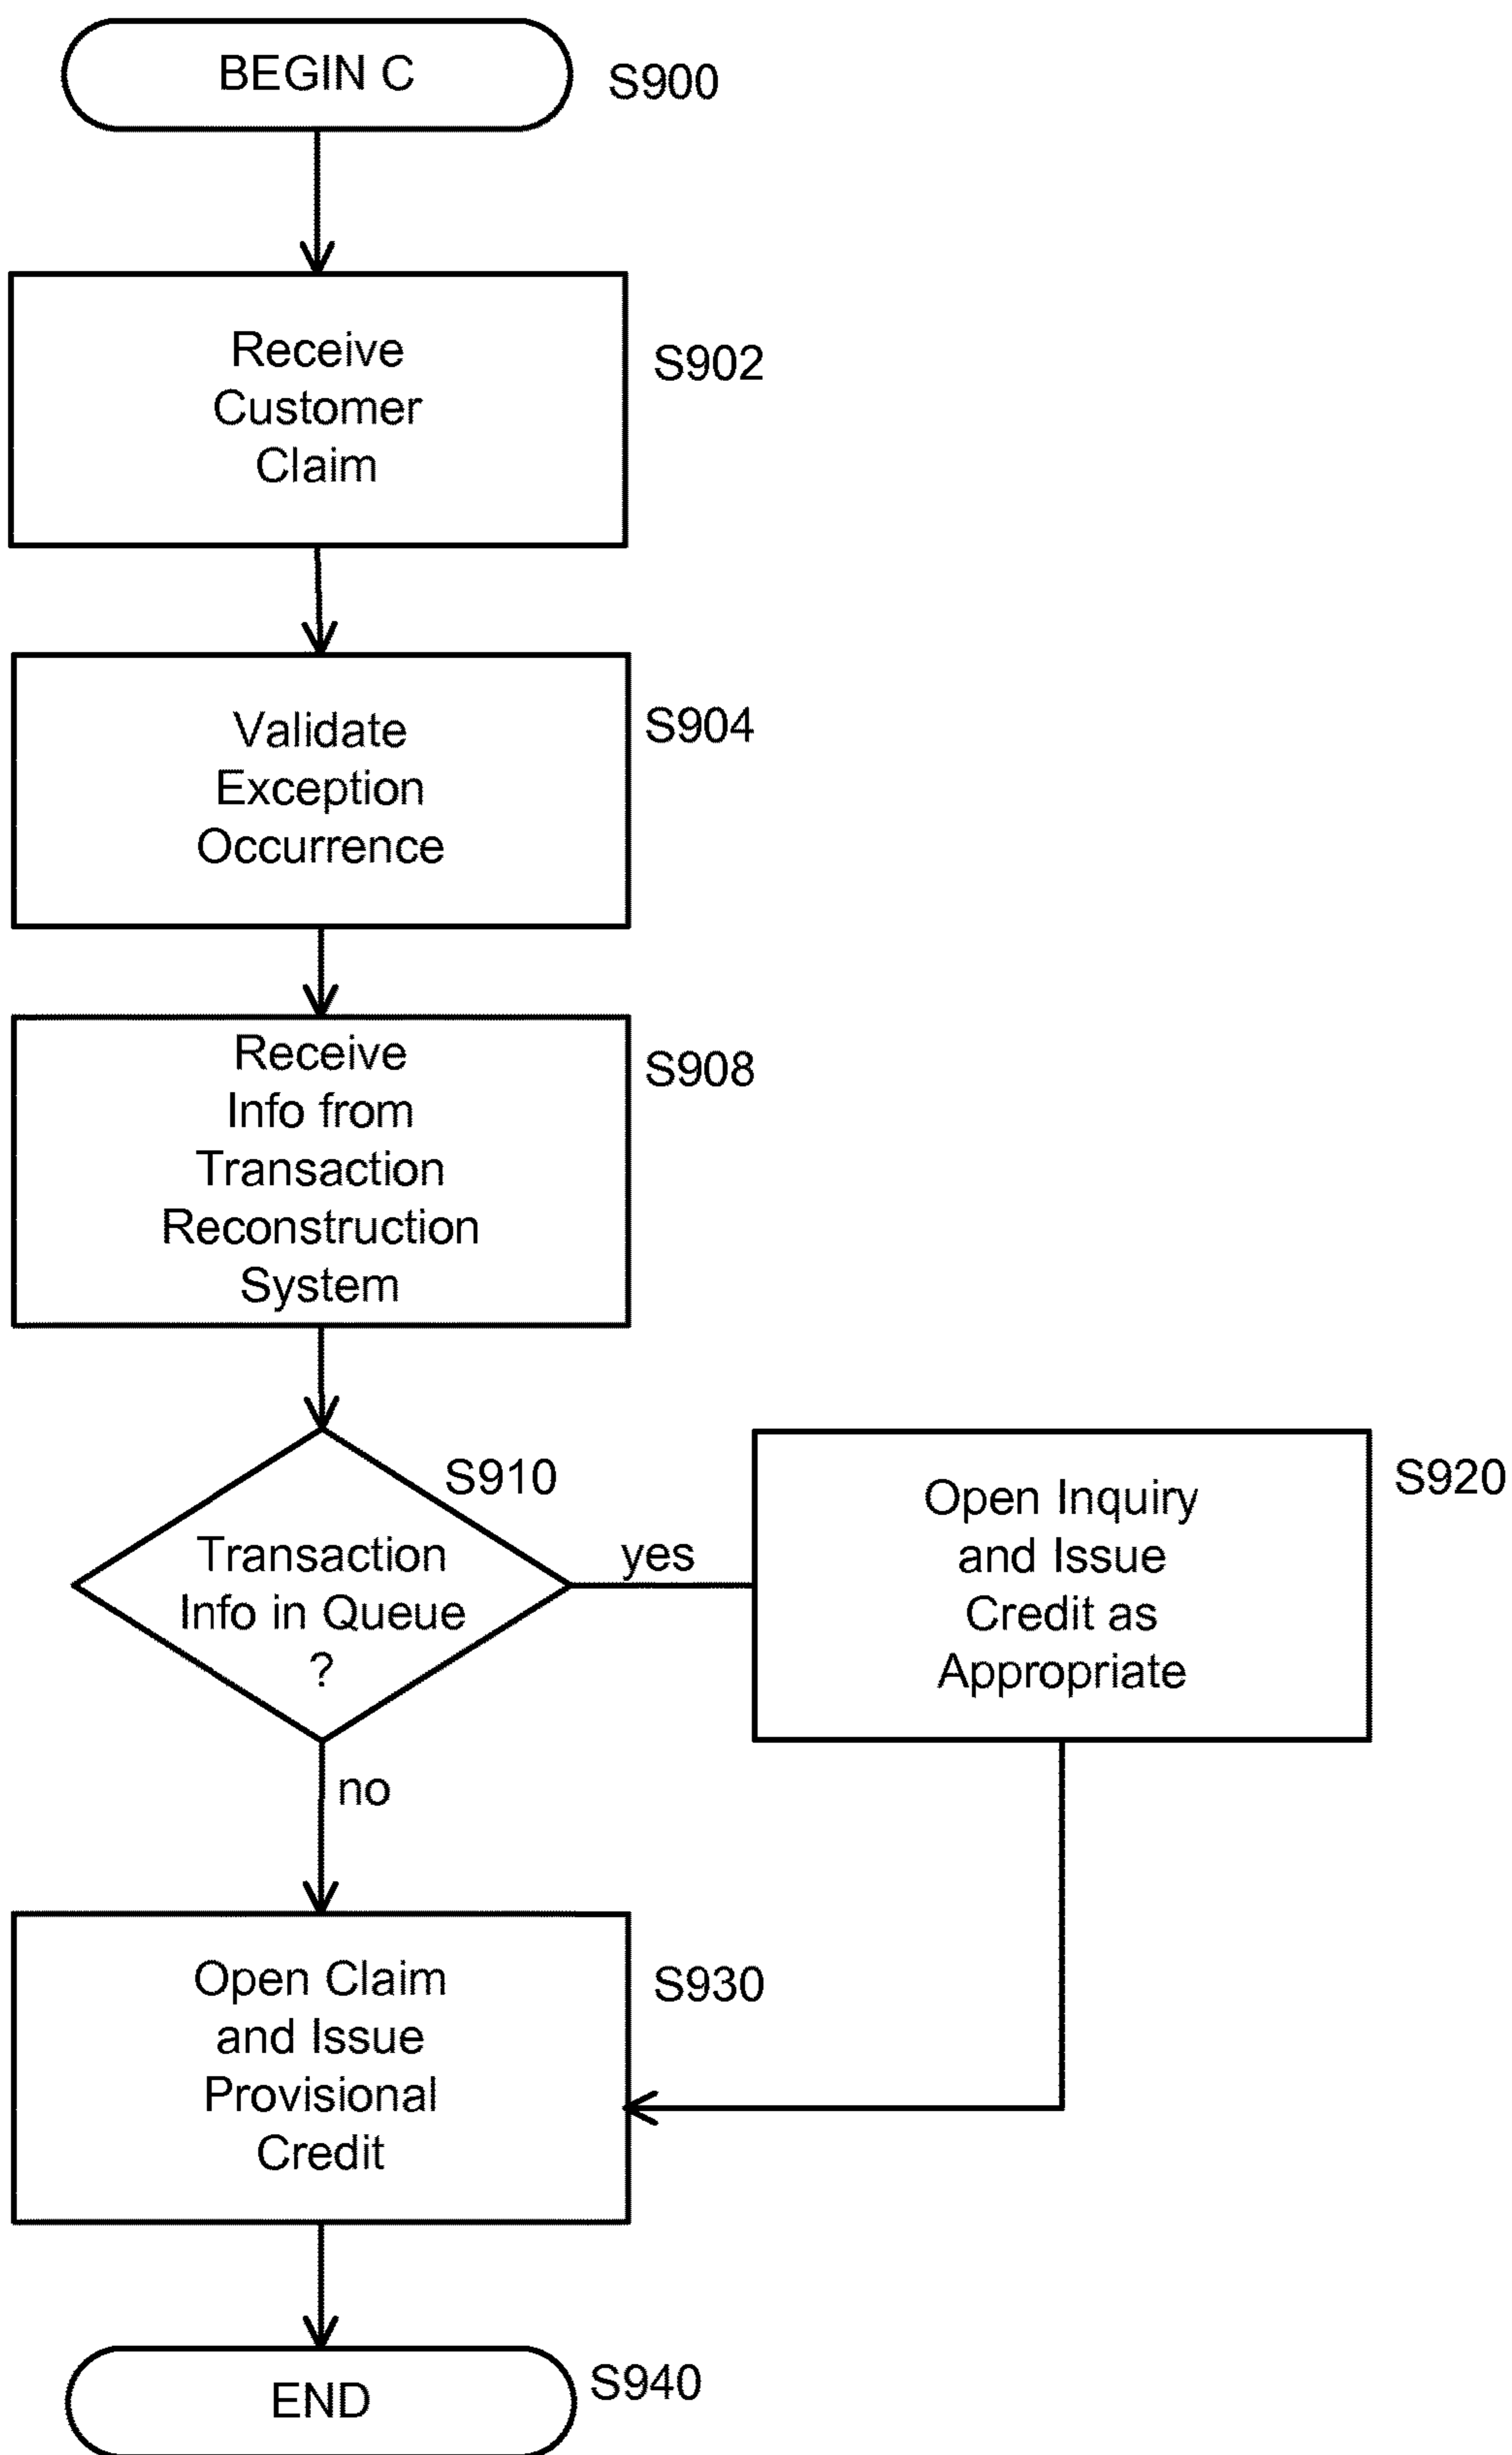 BEGIN C
S900
Receive
Customer
Claim
S902
Validate
Exception
Occurrence
S904
Receive
Info from
Transaction
Reconstruction
System
S908
S910
Transaction
Info in Queue
?
yes
no
Open Inquiry
and Issue
Credit as
Appropriate
S920
Open Claim
and Issue
Provisional
Credit
S930
END
S940